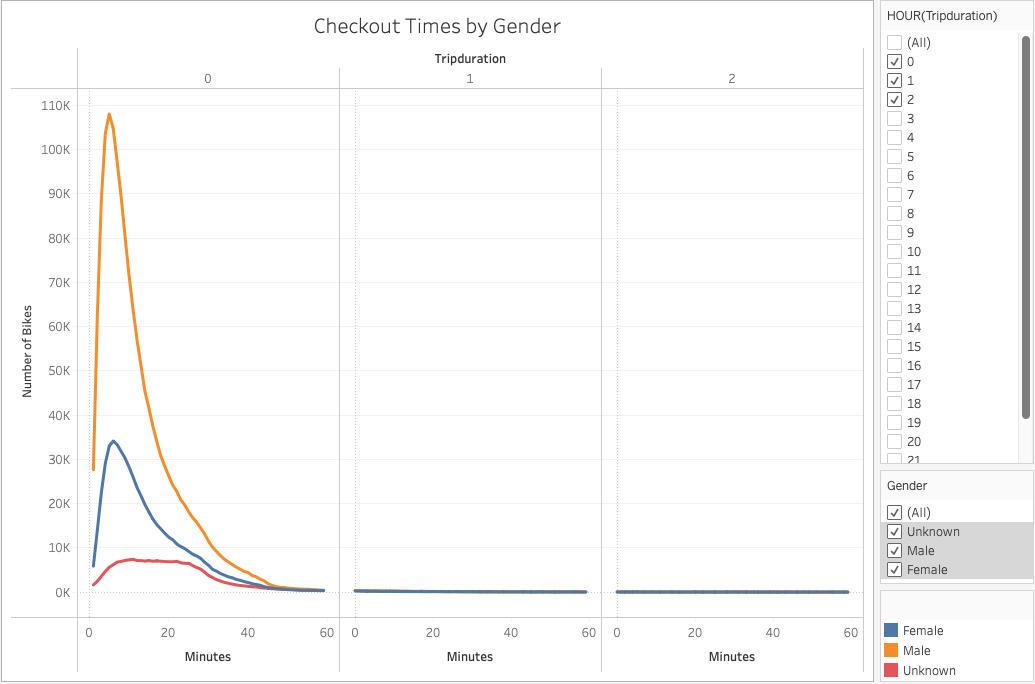 Checkout Times by Gender
Tripduration
0 1 2
110K
100K
90K
80K
70K
60K
50K
40K
30K
20K
10K
0K
Number of Bikes
0 20 40 60 0 20 40 60 0 20 40 60
Minutes Minutes Minutes
HOUR(Tripduration)
(All)
0
1
2
3
4
5
6
7
8
9
10
11
12
13
14
15
16
17
18
19
20
21
Gender
(All)
Unknown
Male
Female
Female
Male
Unknown